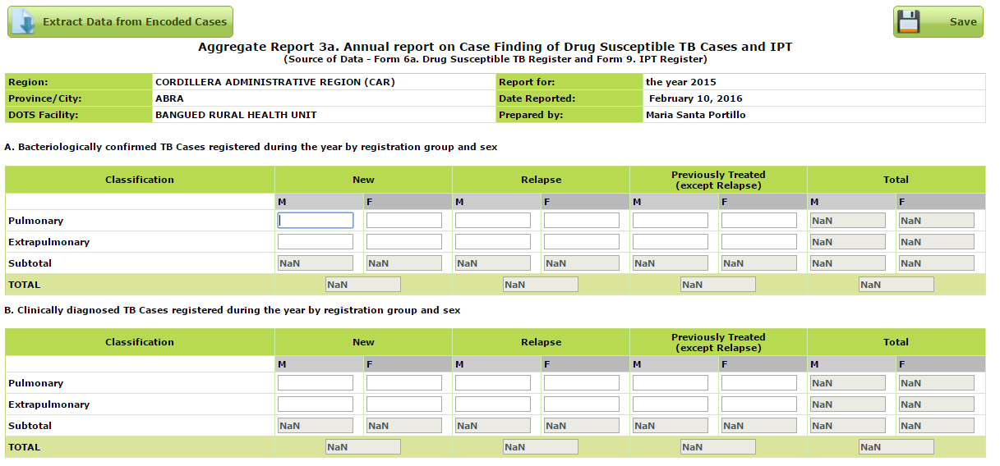 Extract Data from Encoded Cases Save
Aggregate Report 3a. Annual report on Case Finding of Drug Susceptible TB Cases and IPT
(Source of Data - Form 6a. Drug Susceptible TB Register and Form 9. IPT Register)
Region: CORDILLERA ADMINISTRATIVE REGION (CAR) Report for: the year 2015
Province/City: ABRA Date Reported: February 10, 2016
DOTS Facility: BANGUED RURAL HEALTH UNIT Prepared by: Maria Santa Portillo
A. Bacteriologically confirmed TB Cases registered during the year by registration group and sex
Classification New Relapse Previously Treated (except Relapse) Total
M F M F M F M F
Pulmonary NaN NaN
Extrapulmonary NaN NaN
Subtotal NaN NaN NaN NaN NaN NaN NaN NaN
TOTAL NaN NaN NaN NaN
B. Clinically diagnosed TB Cases registered during the year by registration group and sex
Classification New Relapse Previously Treated (except Relapse) Total
M F M F M F M F
Pulmonary NaN NaN
Extrapulmonary NaN NaN
Subtotal NaN NaN NaN NaN NaN NaN NaN NaN
TOTAL NaN NaN NaN NaN